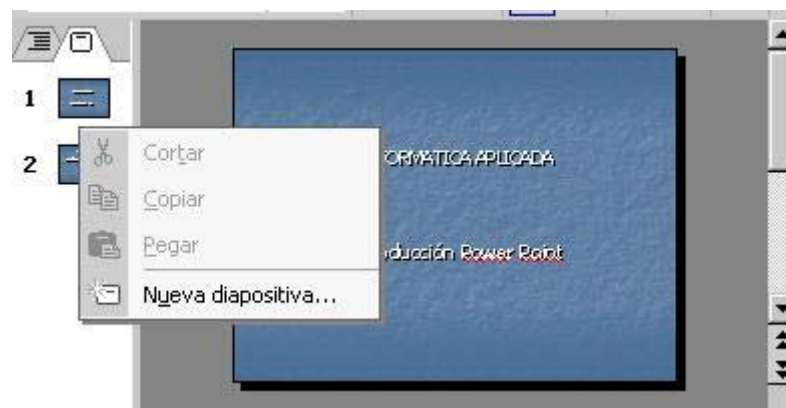 1
2
Cortar
Copiar
Pegar
Nueva diapositiva...
ORMATICA APLICADA
oducción Power Point